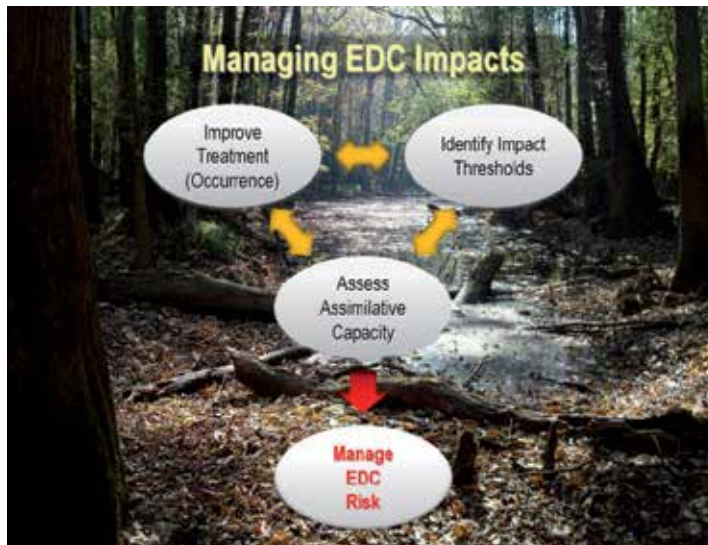 Managing EDC Impacts
Improve
Treatment
(Occurrence)
Identify Impact
Thresholds
Assess
Assimilative
Capacity
Manage
EDC
Risk